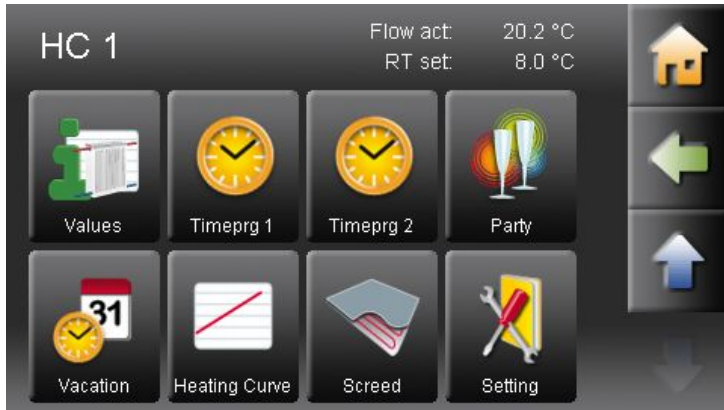 HC 1
Flow act: 20.2 °C
RT set: 8.0 °C
Values
Timeprg 1
Timeprg 2
Party
31
Vacation
Heating Curve
Screed
Setting